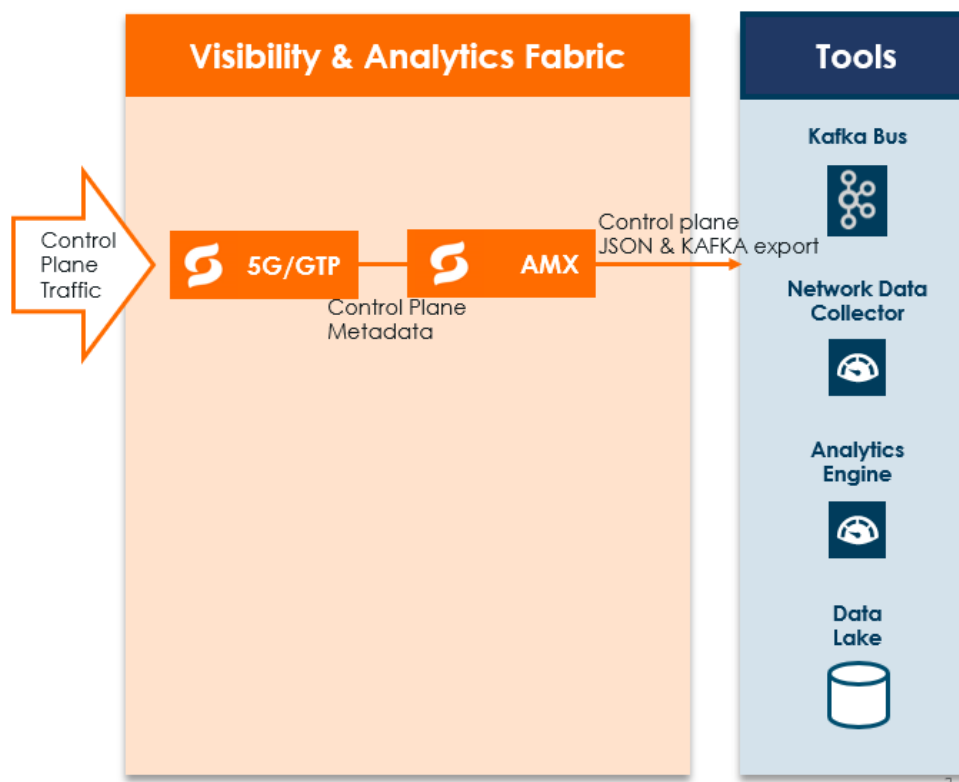 Visibility & Analytics Fabric
Tools
Control
Plane
Traffic
5G/GTP
Control Plane
Metadata
AMX
Control plane
JSON & KAFKA export
Kafka Bus
Network Data
Collector
Analytics
Engine
Data
Lake